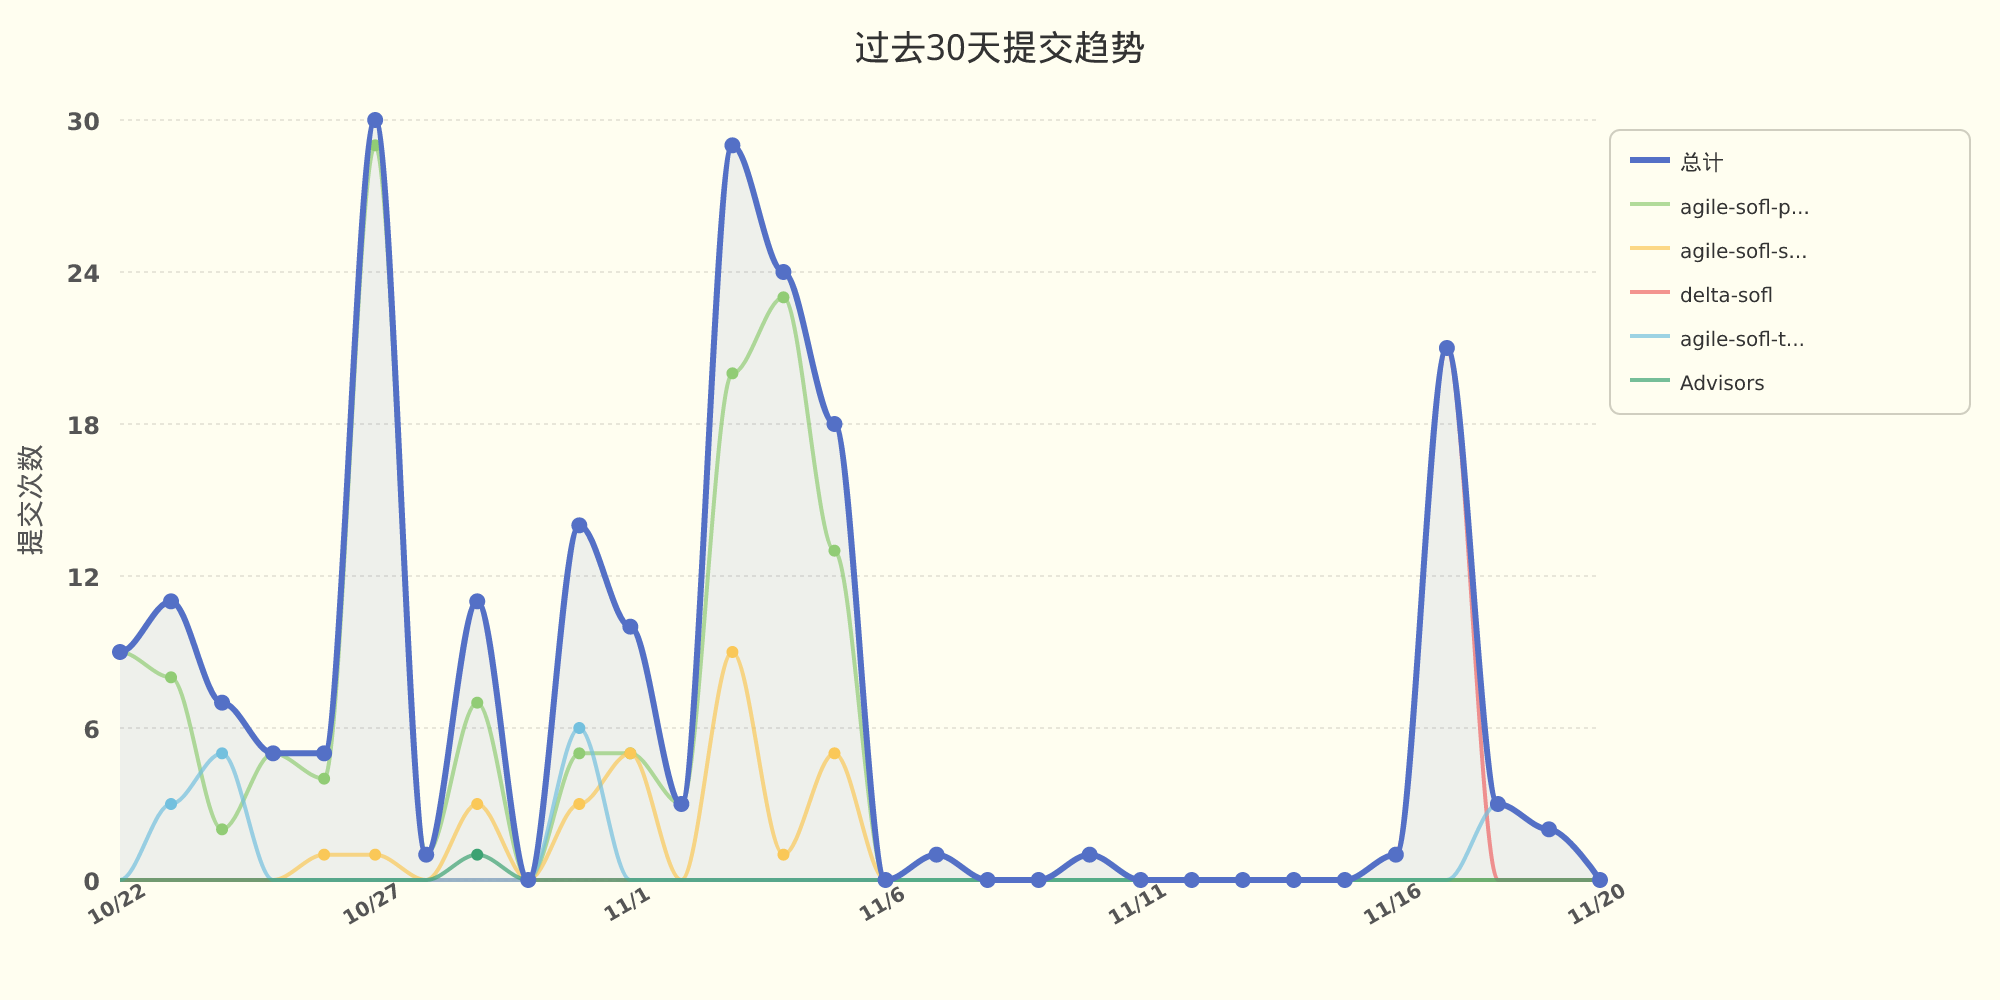 过去30天提交趋势
提交次数
30
24
18
12
6
0
10/22
10/27
11/1
11/6
11/11
11/16
11/20
总计
agile-sofl-p...
agile-sofl-s...
delta-sofl
agile-sofl-t...
Advisors